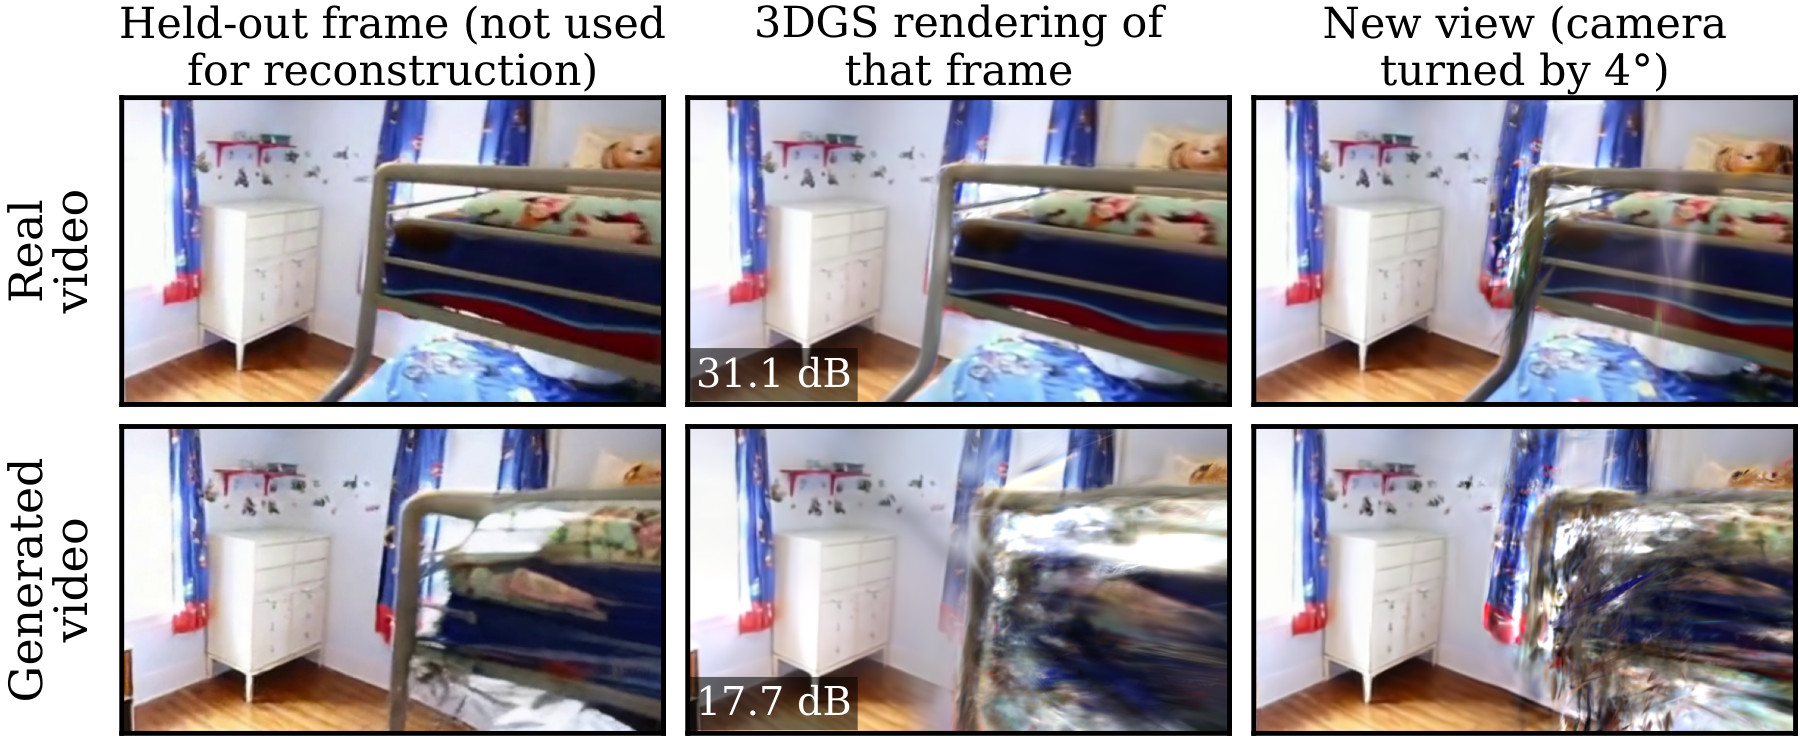 Held-out frame (not used
for reconstruction)
3DGS rendering of
that frame
New view (camera
turned by 4°)
Real
video
31.1 dB
Generated
video
17.7 dB